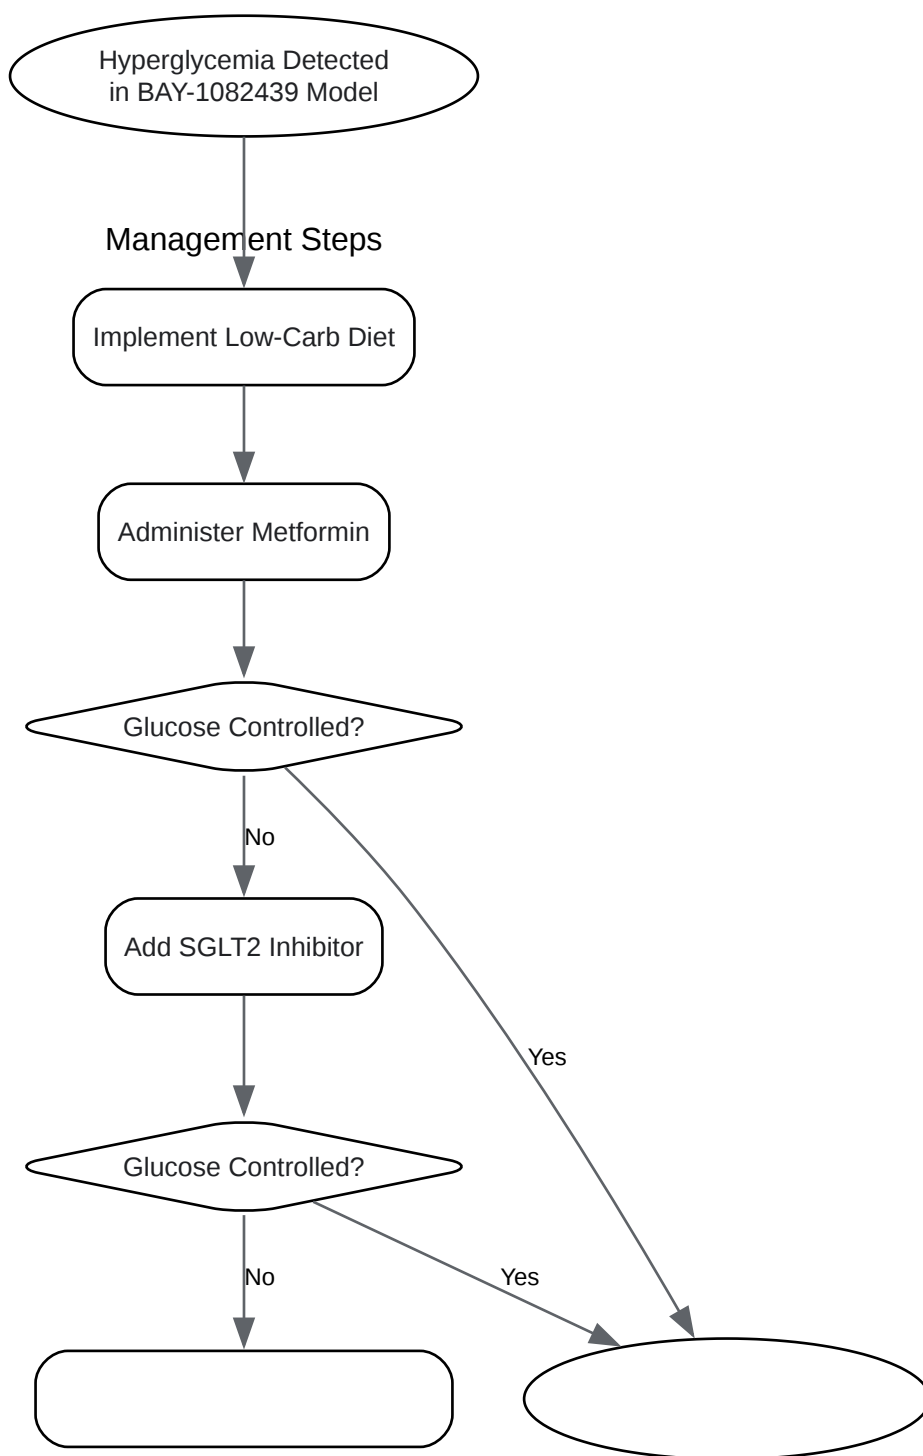 Hyperglycemia Detected
in BAY-1082439 Model
Management Steps
Implement Low-Carb Diet
Administer Metformin
Glucose Controlled?
No
Add SGLT2 Inhibitor
Yes
Glucose Controlled?
No
Yes